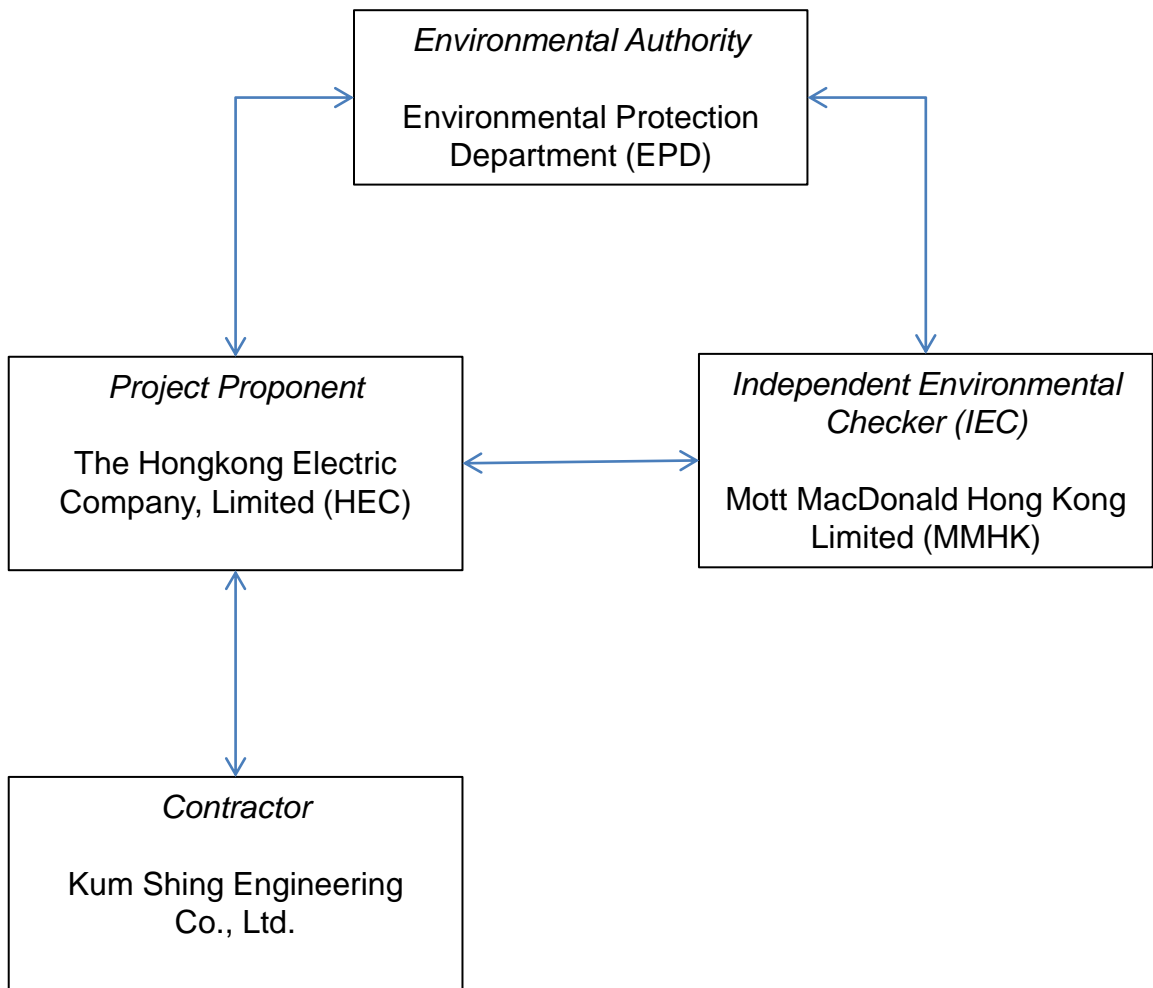 Environmental Authority
Environmental Protection
Department (EPD)
Project Proponent
The Hongkong Electric
Company, Limited (HEC)
Independent Environmental
Checker (IEC)
Mott MacDonald Hong Kong
Limited (MMHK)
Contractor
Kum Shing Engineering
Co., Ltd.